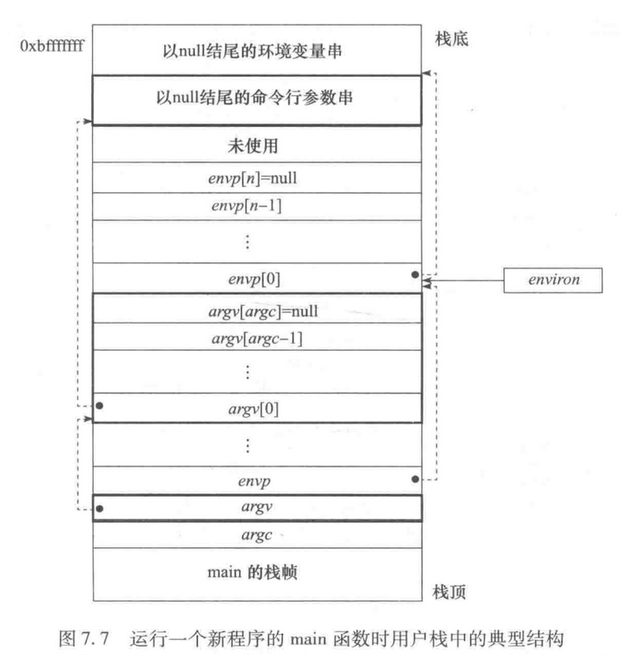 0xbfffffff
以null结尾的环境变量串
栈底
以null结尾的命令行参数串
未使用
envp[n]=null
envp[n-1]
⋮
envp[0]
environ
argv[argc]=null
argv[argc-1]
⋮
argv[0]
⋮
envp
argv
argc
main 的栈帧
栈顶
图 7.7 运行一个新程序的 main 函数时用户栈中的典型结构